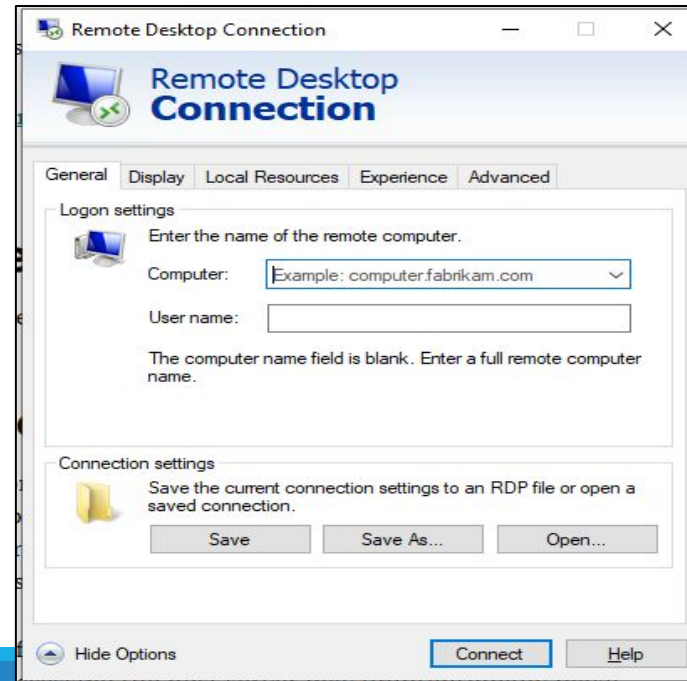 Remote Desktop Connection
Remote Desktop
Connection
General Display Local Resources Experience Advanced
Logon settings
Enter the name of the remote computer.
Computer: Example: computer.fabrikam.com
User name:
The computer name field is blank. Enter a full remote computer
name.
Connection settings
Save the current connection settings to an RDP file or open a
saved connection.
Save Save As... Open...
Hide Options Connect Help